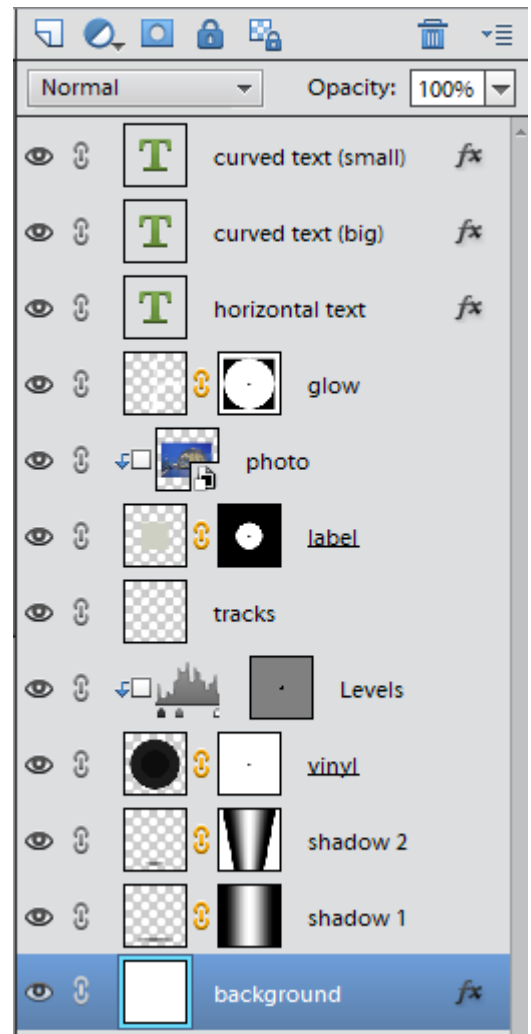 Normal Opacity: 100%
T curved text (small) fx
T curved text (big) fx
T horizontal text fx
glow
photo
label
tracks
Levels
vinyl
shadow 2
shadow 1
background fx